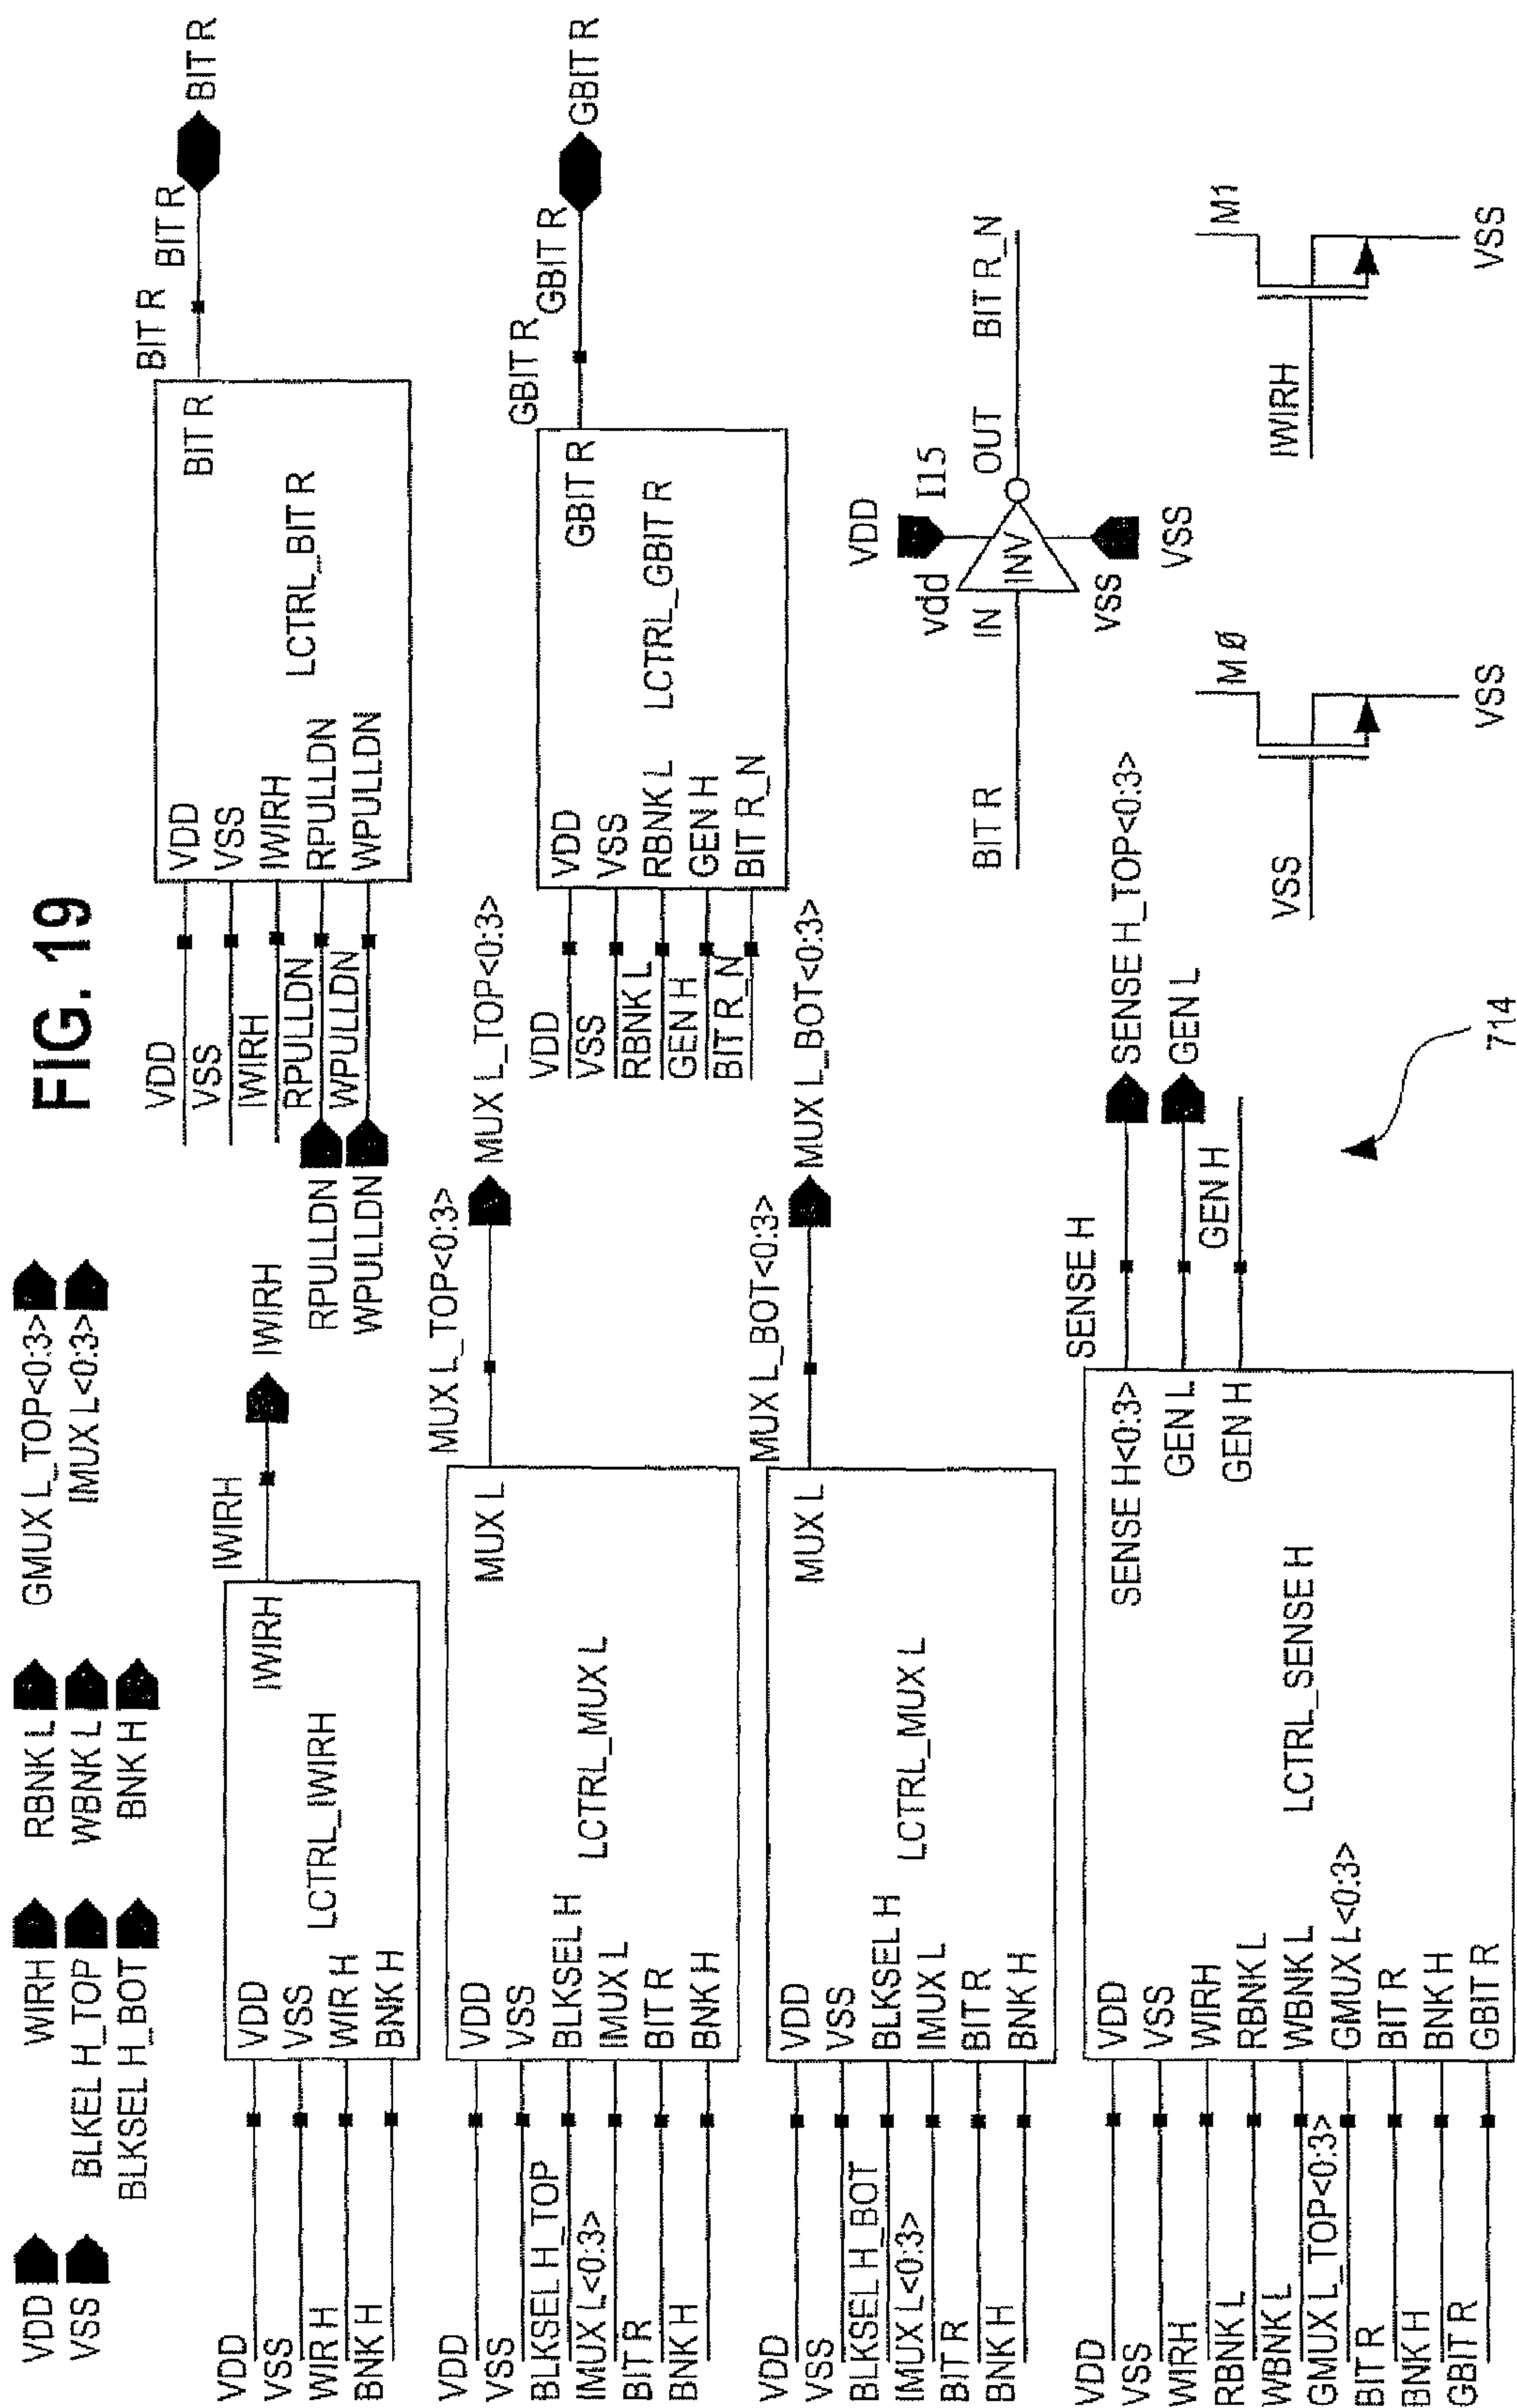 FIG. 19
VDD
VSS
WIRH
BLKEL H_TOP
BLKSEL H_BOT
RBNK L
WBNK L
BNK H
GMUX L_TOP<0:3>
IMUX L<0:3>
VDD
VSS
WIR H
BNK H
VDD
VSS
WIR H
BNK H
LCTRL_IWIRH
IWIRH
IWIRH
IWIRH
VDD
VSS
BLKSEL H_TOP
IMUX L<0:3>
BIT R
BNK H
VDD
VSS
BLKSEL H
IMUX L
BIT R
BNK H
LCTRL_MUX L
MUX L
MUX L_TOP<0:3>
MUX L_TOP<0:3>
VDD
VSS
BLKSEL H_BOT
IMUX L<0:3>
BIT R
BNK H
VDD
VSS
BLKSEL H
IMUX L
BIT R
BNK H
LCTRL_MUX L
MUX L
MUX L_BOT<0:3>
MUX L_BOT<0:3>
VDD
VSS
WIRH
RBNK L
WBNK L
GMUX L_TOP<0:3>
BIT R
BNK H
GBIT R
VDD
VSS
WIRH
RBNK L
WBNK L
GMUX L<0:3>
BIT R
BNK H
GBIT R
LCTRL_SENSE H
SENSE H<0:3>
GEN L
GEN H
SENSE H
SENSE H_TOP<0:3>
GEN L
GEN H
VDD
VSS
IWIRH
RPULLDN
WPULLDN
RPULLDN
WPULLDN
VDD
VSS
IWIRH
RPULLDN
WPULLDN
LCTRL_BIT R
BIT R
BIT R
BIT R
BIT R
VDD
VSS
RBNK L
GEN H
BIT R_N
VDD
VSS
RBNK L
GEN H
BIT R_N
LCTRL_GBIT R
GBIT R
GBIT R
GBIT R
GBIT R
BIT R
IN
vdd
VDD
I15
INV
vss
VSS
OUT
BIT R_N
VSS
M Ø
VSS
IWIRH
M1
VSS
714